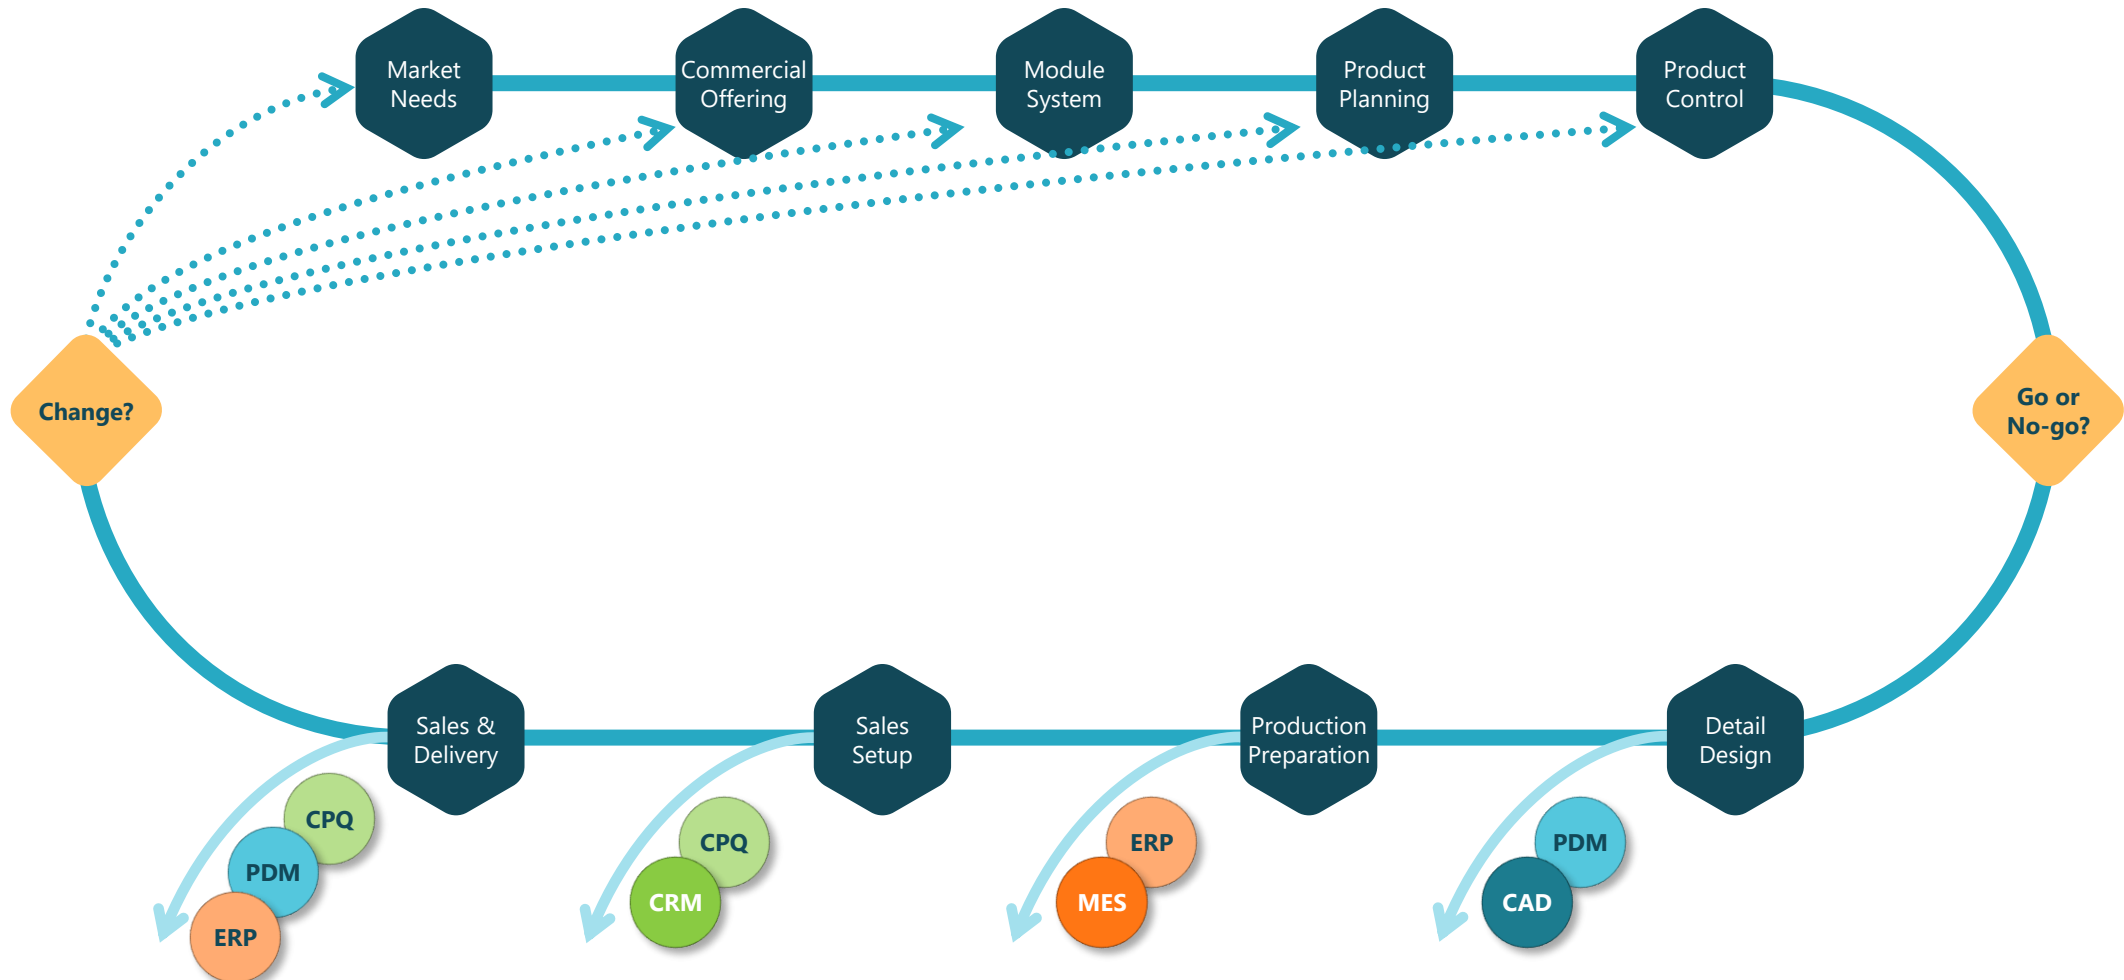 Market
Needs
Commercial
Offering
Module
System
Product
Planning
Product
Control
Change?
Go or
No-go?
Sales &
Delivery
Sales
Setup
Production
Preparation
Detail
Design
CPQ
PDM
ERP
CPQ
CRM
ERP
MES
PDM
CAD